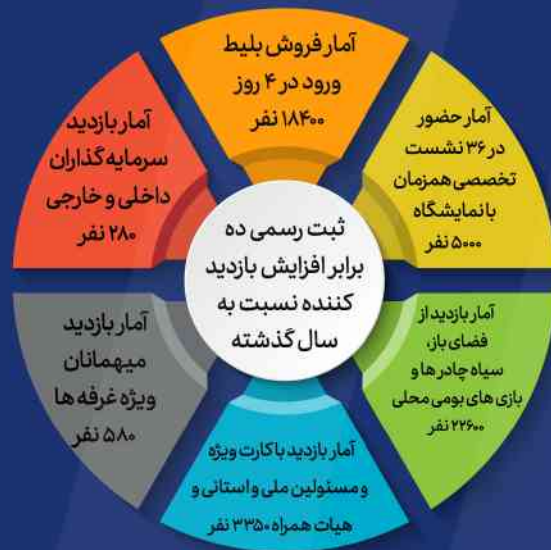 آمار فروش بلیط
ورود در ۴ روز
۱۸۴۰۰ نفر
آمار حضور
در ۳۶ نشست
تخصصی همزمان
با نمایشگاه
۵۰۰۰ نفر
آمار بازدید از
فضای باز،
سیاه چادر ها و
بازی های بومی محلی
۲۲۶۰۰ نفر
آمار بازدید با کارت ویژه
و مسئولین ملی و استانی و
هیات همراه ۳۳۵۰ نفر
آمار بازدید
میهمانان
ویژه غرفه ها
۵۸۰ نفر
آمار بازدید
سرمایه گذاران
داخلی و خارجی
۲۸۰ نفر
ثبت رسمی ده
برابر افزایش بازدید
کننده نسبت به
سال گذشته